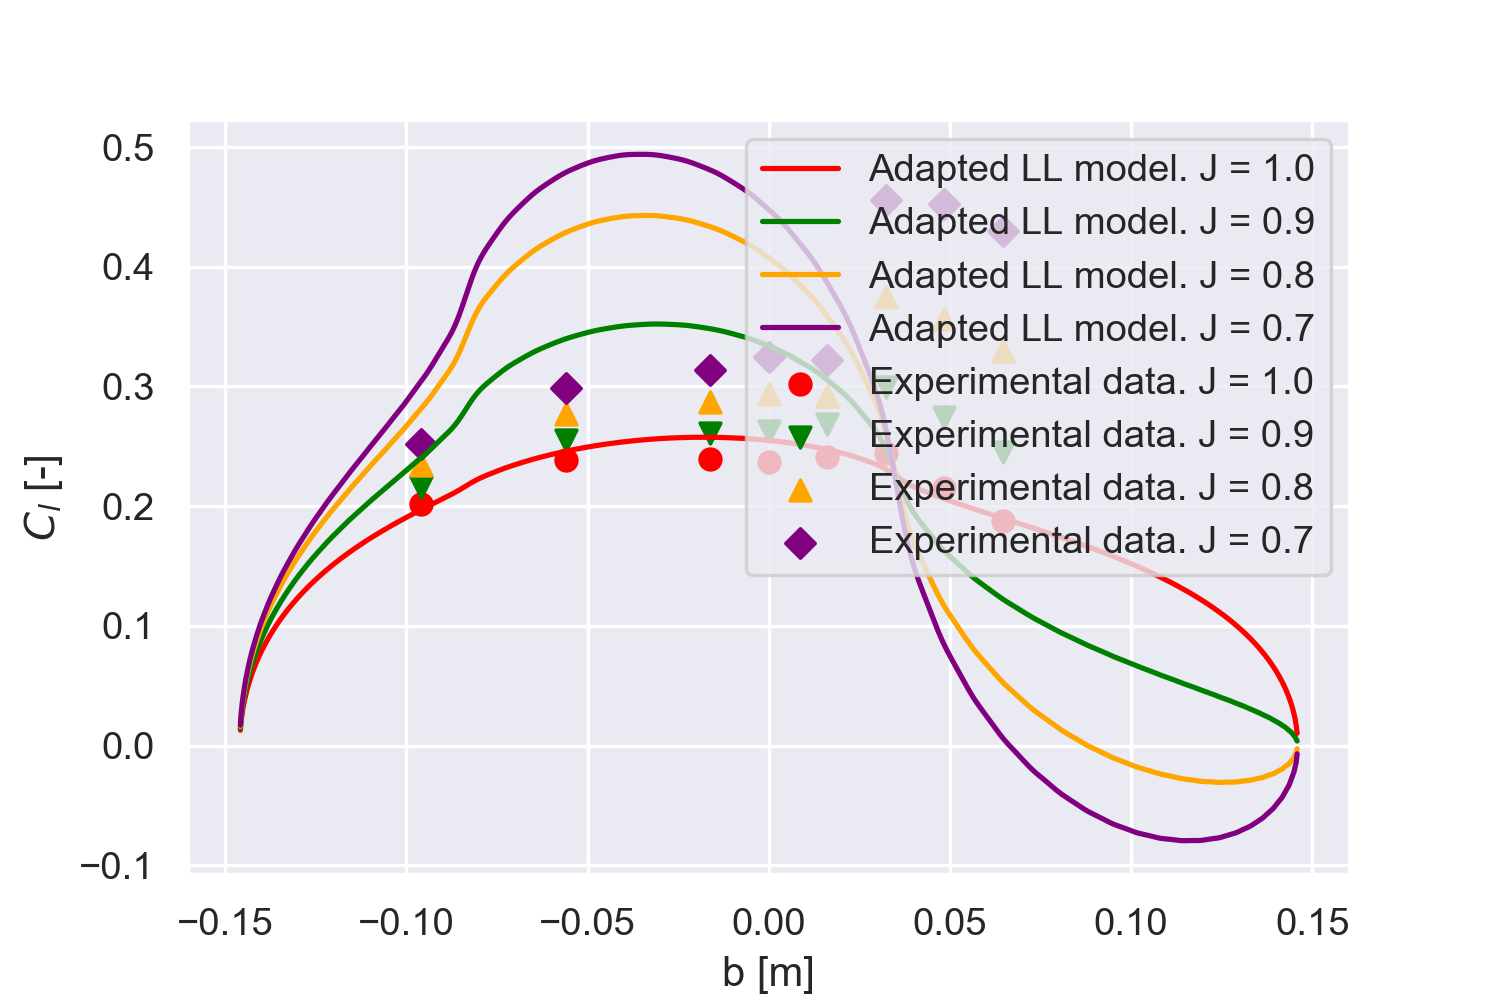 0.5
0.4
0.3
0.2
0.1
0.0
−0.1
C_l [-]
Adapted LL model. J = 1.0
Adapted LL model. J = 0.9
Adapted LL model. J = 0.8
Adapted LL model. J = 0.7
Experimental data. J = 1.0
Experimental data. J = 0.9
Experimental data. J = 0.8
Experimental data. J = 0.7
−0.15 −0.10 −0.05 0.00 0.05 0.10 0.15
b [m]